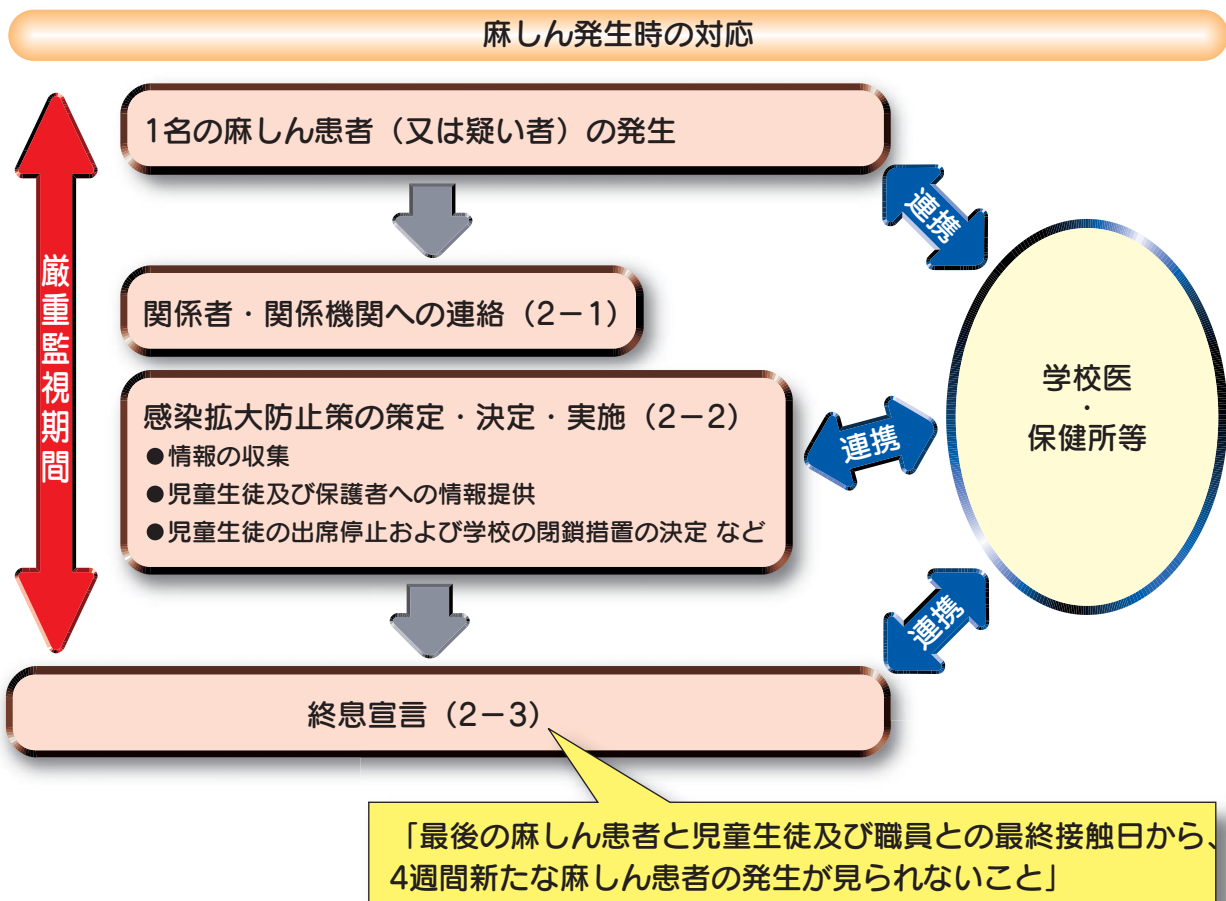 麻しん発生時の対応
1名の麻しん患者（又は疑い者）の発生
連携
厳重監視期間
関係者・関係機関への連絡（2－1）
感染拡大防止策の策定・決定・実施（2－2）
●情報の収集
●児童生徒及び保護者への情報提供
●児童生徒の出席停止および学校の閉鎖措置の決定 など
連携
学校医
・
保健所等
連携
終息宣言（2－3）
「最後の麻しん患者と児童生徒及び職員との最終接触日から、
4週間新たな麻しん患者の発生が見られないこと」